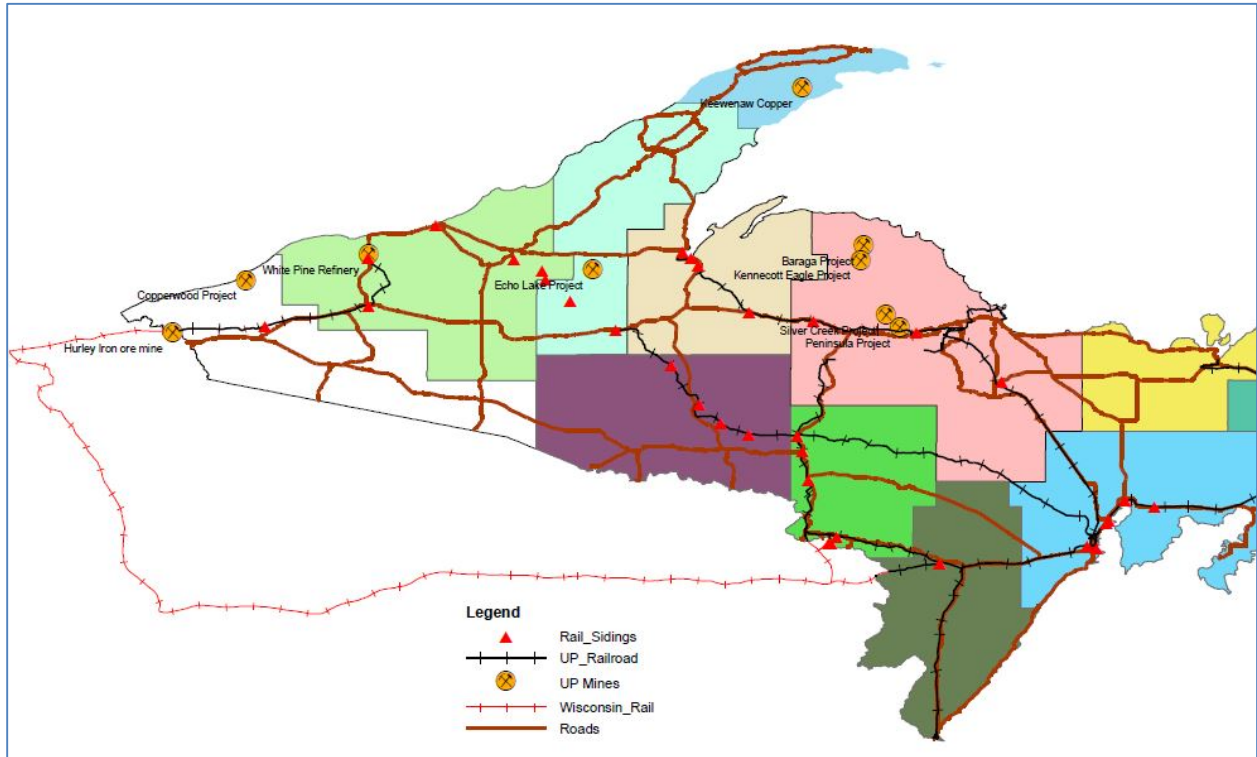 Keewenaw Copper
White Pine Refinery
Copperwood Project
Echo Lake Project
Baraga Project
Kennecott Eagle Project
Silver Creek Project
Peninsula Project
Hurley Iron ore mine
Legend
Rail_Sidings
UP_Railroad
UP Mines
Wisconsin_Rail
Roads